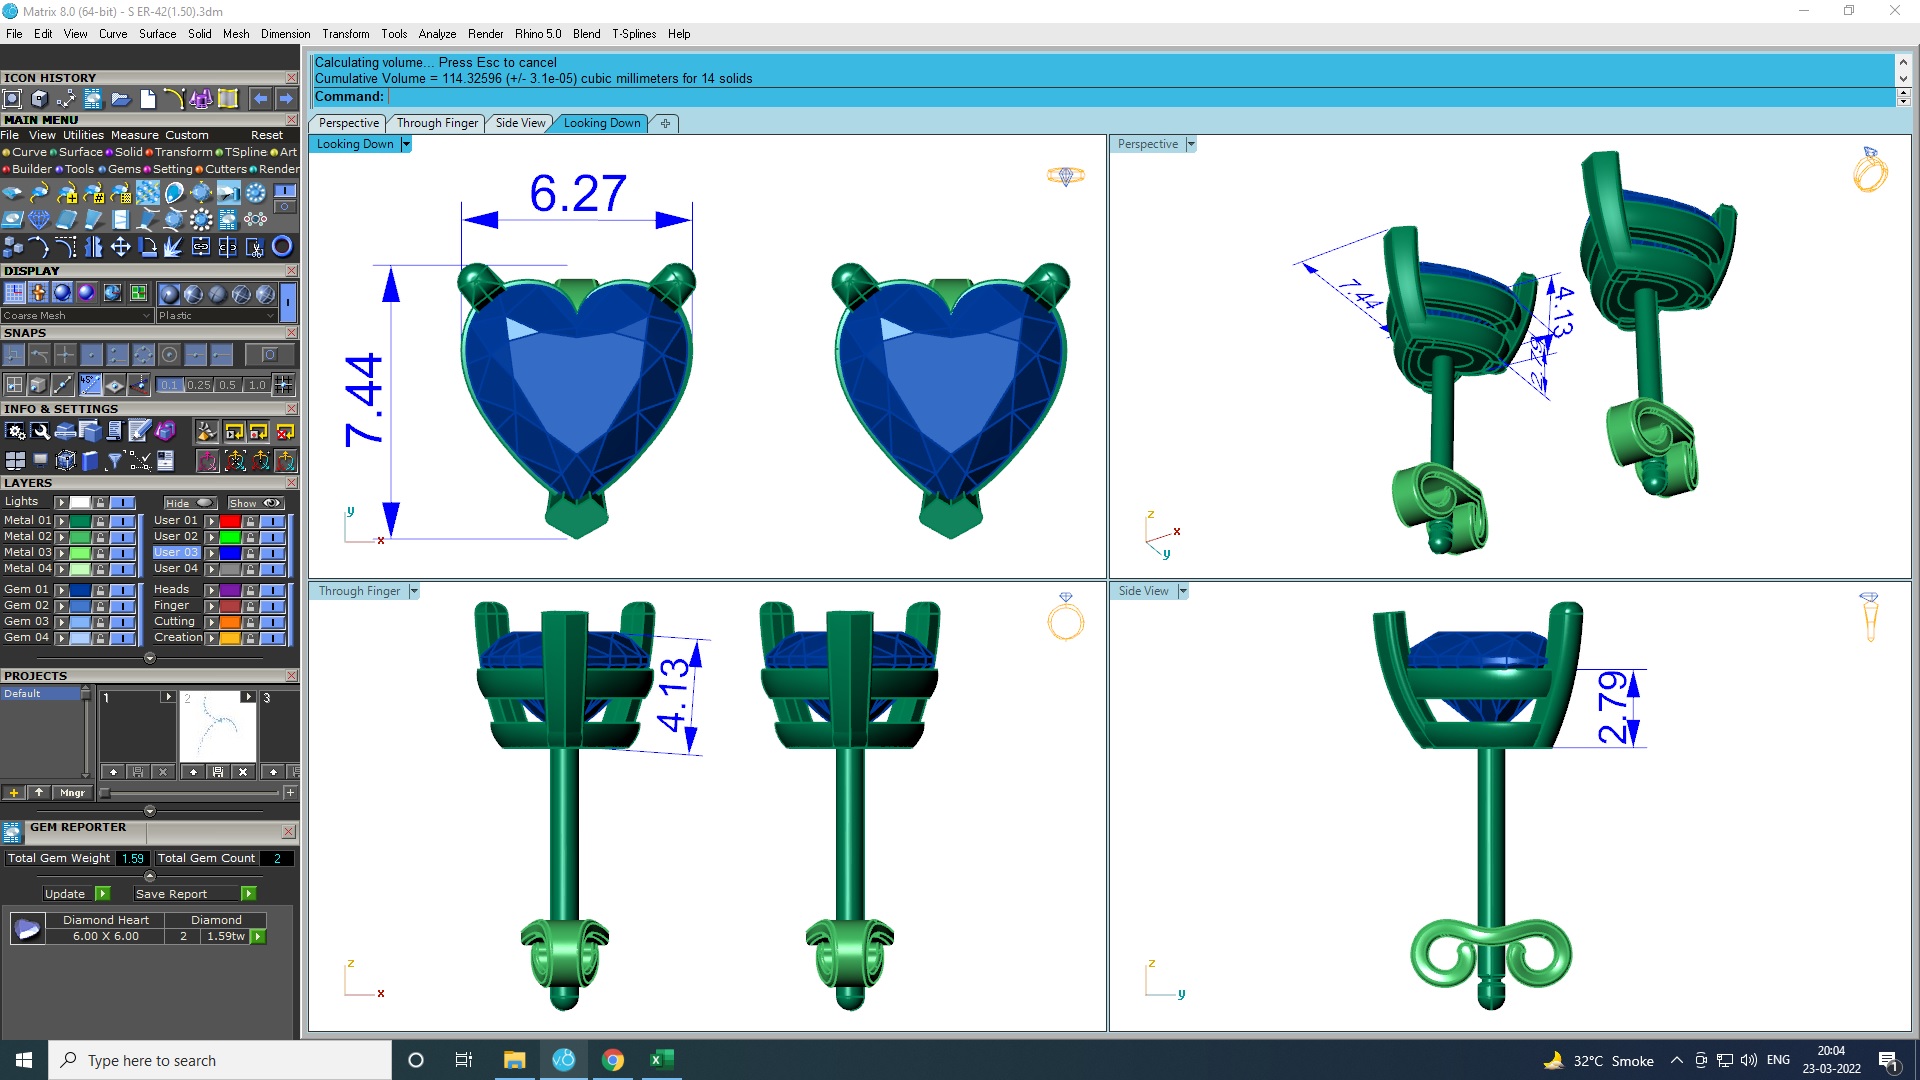 Matrix 8.0 (64-bit) - S ER-42(1.50).3dm
File Edit View Curve Surface Solid Mesh Dimension Transform Tools Analyze Render Rhino 5.0 Blend T-Splines Help
Calculating volume... Press Esc to cancel
Cumulative Volume = 114.32596 (+/- 3.1e-05) cubic millimeters for 14 solids
Command:
ICON HISTORY
MAIN MENU
File View Utilities Measure Custom Reset
Curve Surface Solid Transform TSpline Art
Builder Tools Gems Setting Cutters Render
DISPLAY
Coarse Mesh Plastic
SNAPS
45°
0.1 0.25 0.5 1.0
INFO & SETTINGS
LAYERS
Lights Hide Show
Metal 01 User 01
Metal 02 User 02
Metal 03 User 03
Metal 04 User 04
Gem 01 Heads
Gem 02 Finger
Gem 03 Cutting
Gem 04 Creation
PROJECTS
Default
1 2 3
Mngr
GEM REPORTER
Total Gem Weight 1.59 Total Gem Count 2
Update Save Report
Diamond Heart Diamond
6.00 X 6.00 2 1.59tw
Perspective Through Finger Side View Looking Down
Looking Down
6.27
7.44
y
x
Perspective
7.44
4.13
z
x
y
Through Finger
4.13
z
x
Side View
2.79
z
y
Type here to search
32°C Smoke ENG
20:04
23-03-2022
1